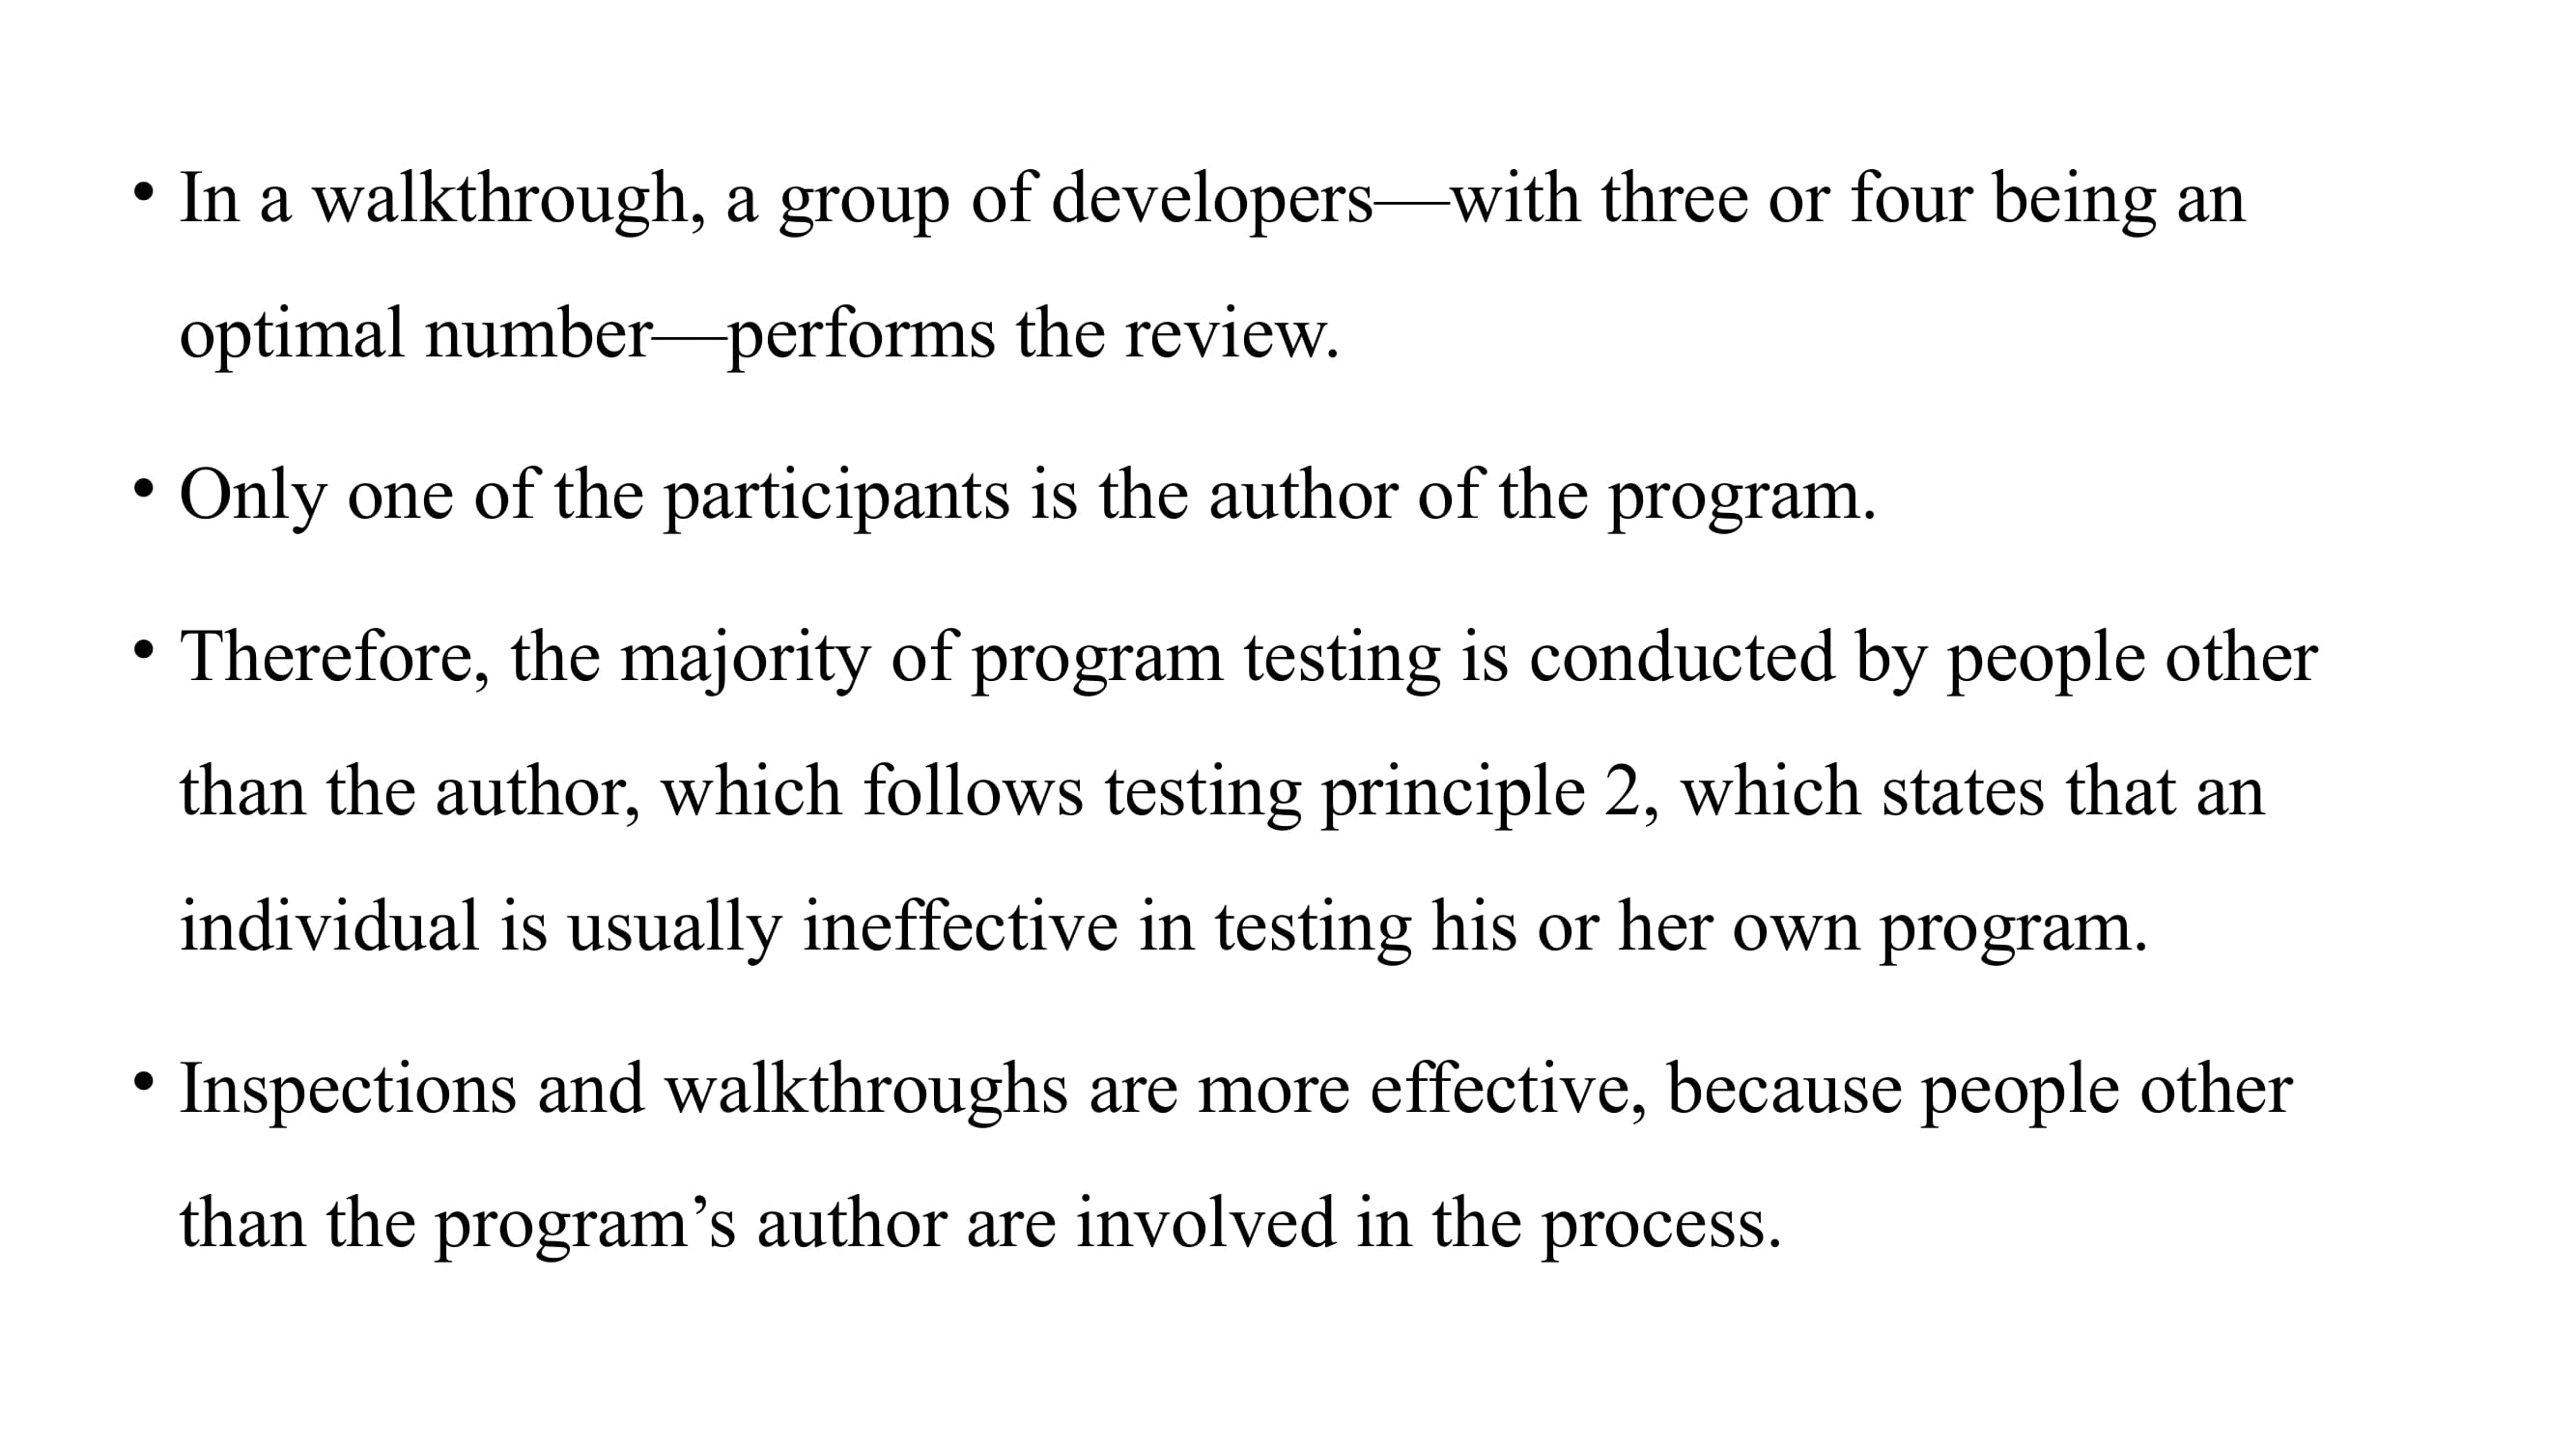 • In a walkthrough, a group of developers—with three or four being an
optimal number—performs the review.
• Only one of the participants is the author of the program.
• Therefore, the majority of program testing is conducted by people other
than the author, which follows testing principle 2, which states that an
individual is usually ineffective in testing his or her own program.
• Inspections and walkthroughs are more effective, because people other
than the program’s author are involved in the process.